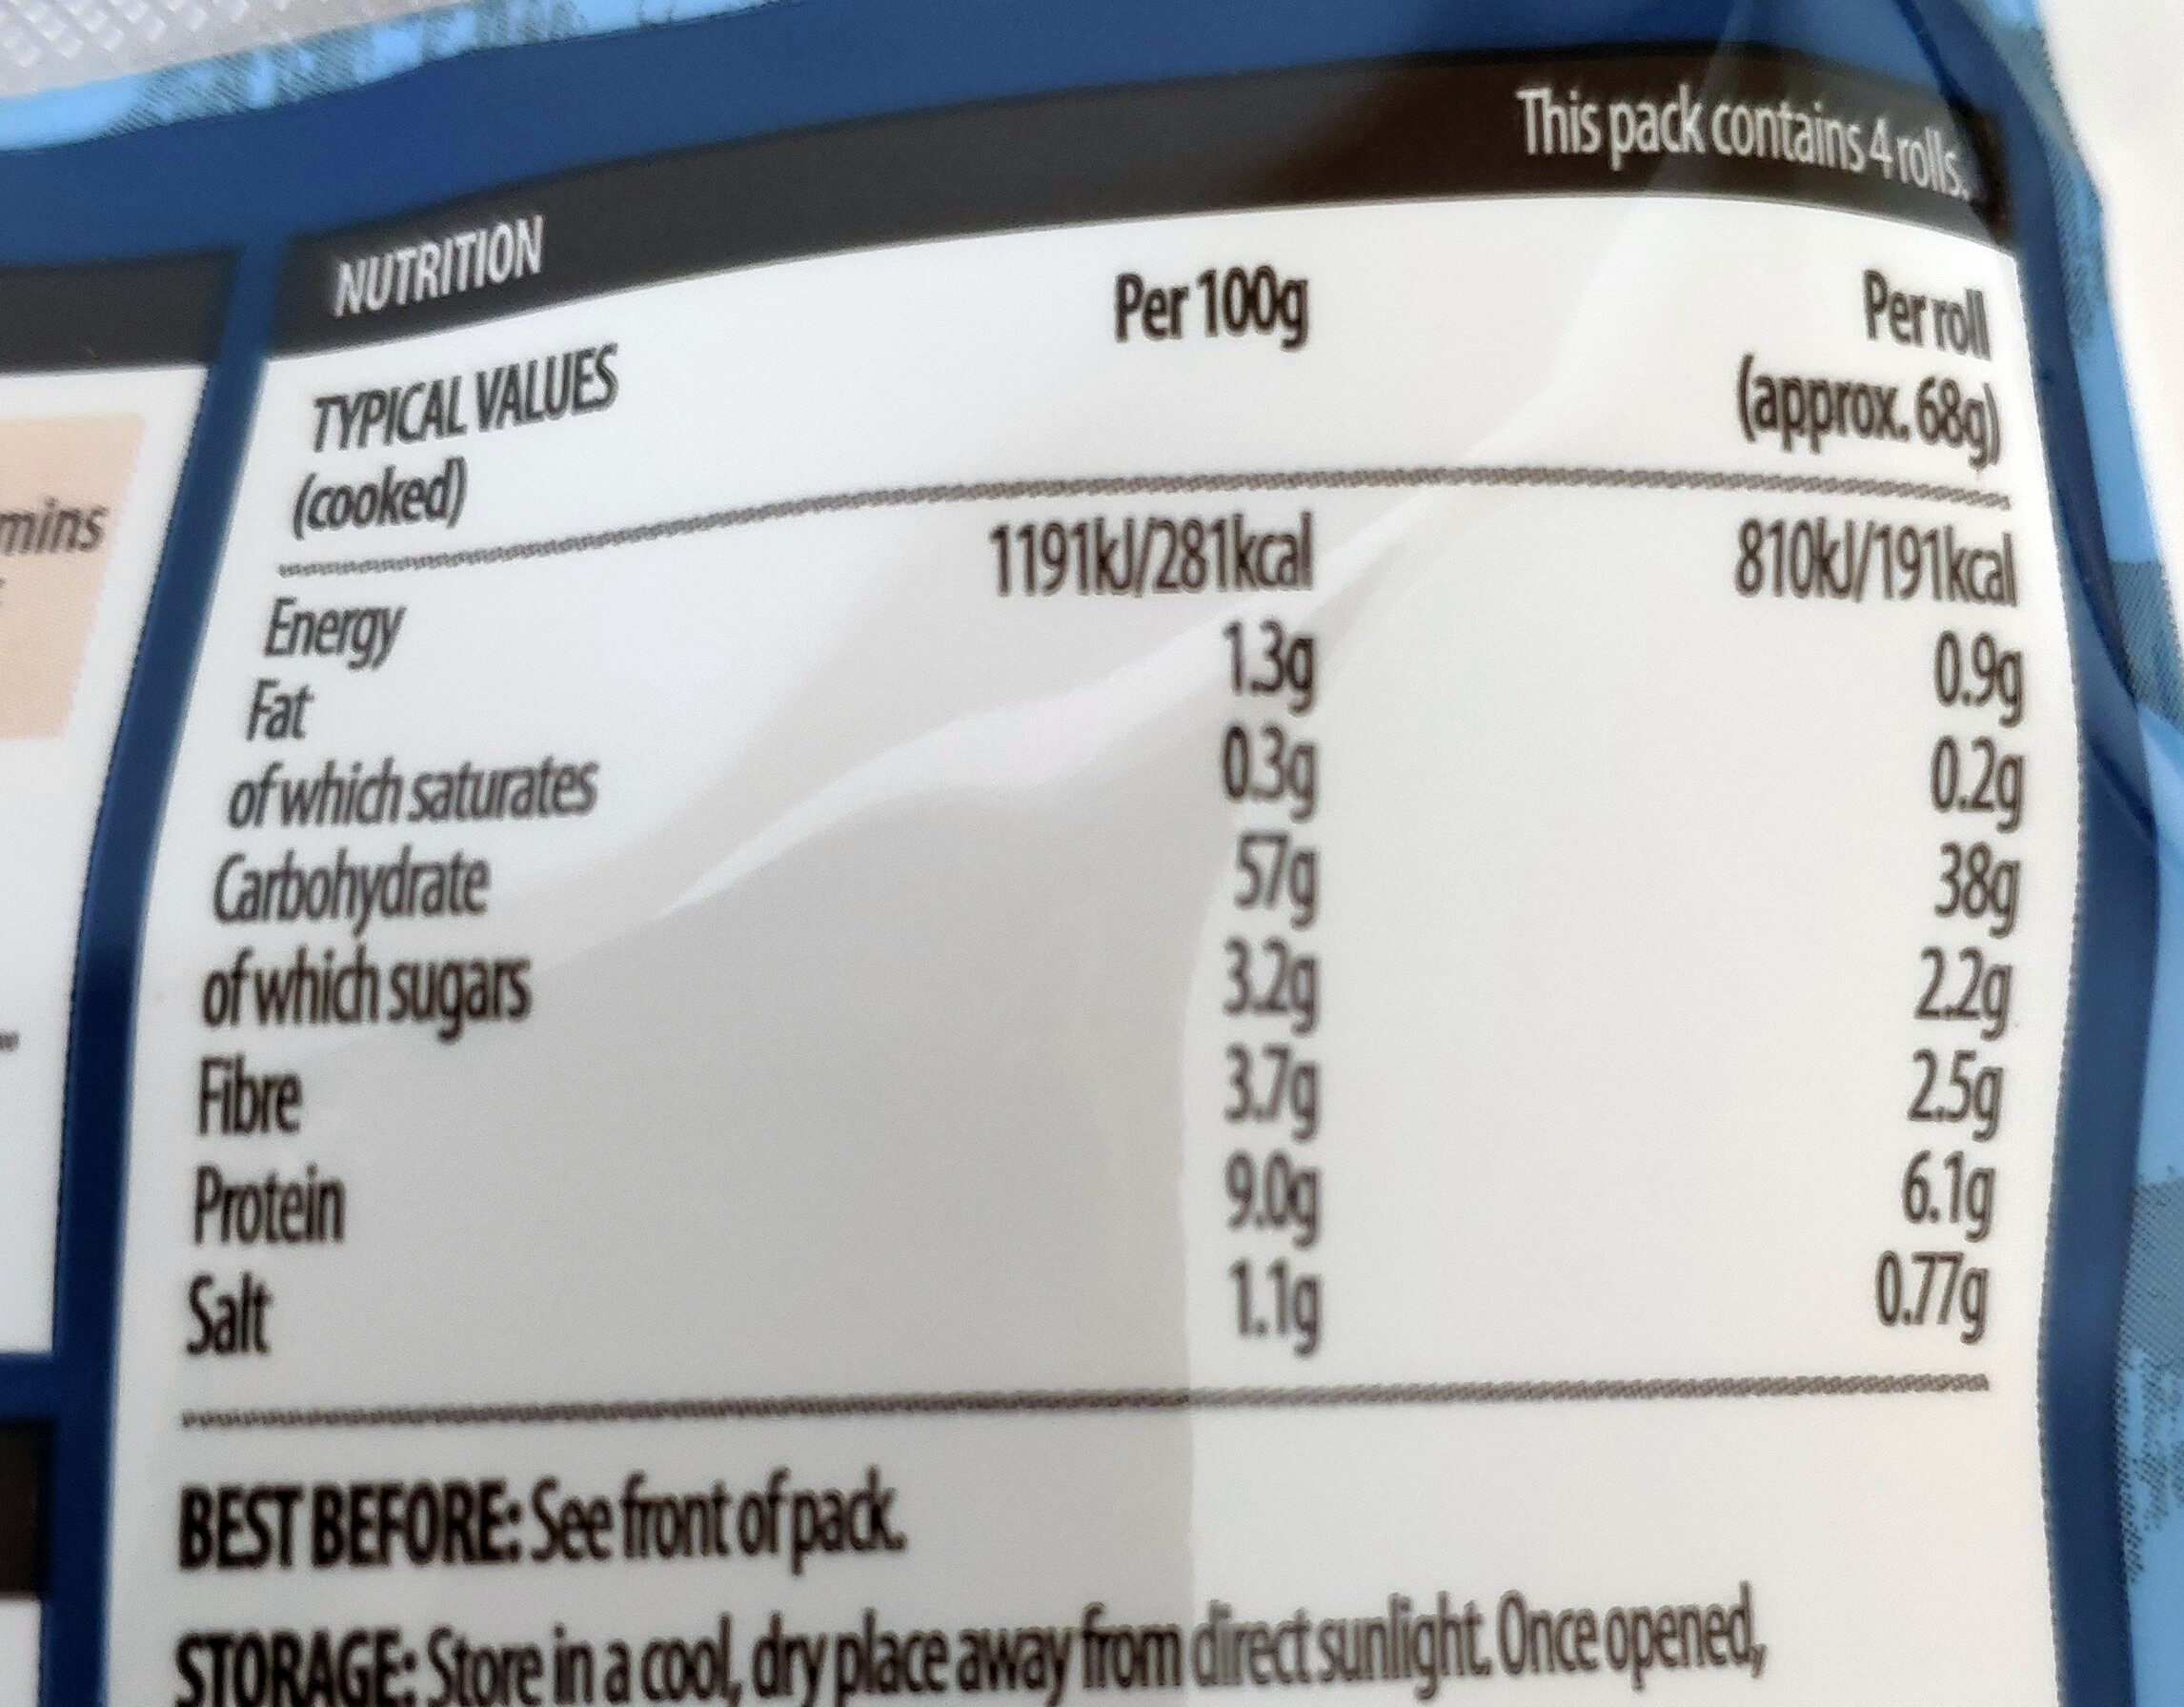 This pack contains 4 rolls.
NUTRITION
TYPICAL VALUES Per 100g Per roll
(cooked) (approx. 68g)
Energy 1191kJ/281kcal 810kJ/191kcal
Fat 1.3g 0.9g
of which saturates 0.3g 0.2g
Carbohydrate 57g 38g
of which sugars 3.2g 2.2g
Fibre 3.7g 2.5g
Protein 9.0g 6.1g
Salt 1.1g 0.77g
BEST BEFORE: See front of pack.
STORAGE: Store in a cool, dry place away from direct sunlight. Once opened,
mins